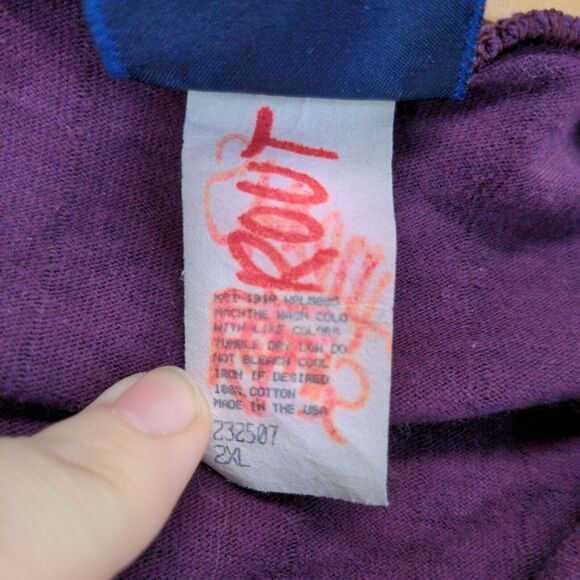 ROUT
MACHINE WASH COLD
WITH LIKE COLORS
TUMBLE DRY LOW DO
NOT BLEACH COOL
IRON IF DESIRED
100% COTTON
MADE IN THE USA
232507
2XL